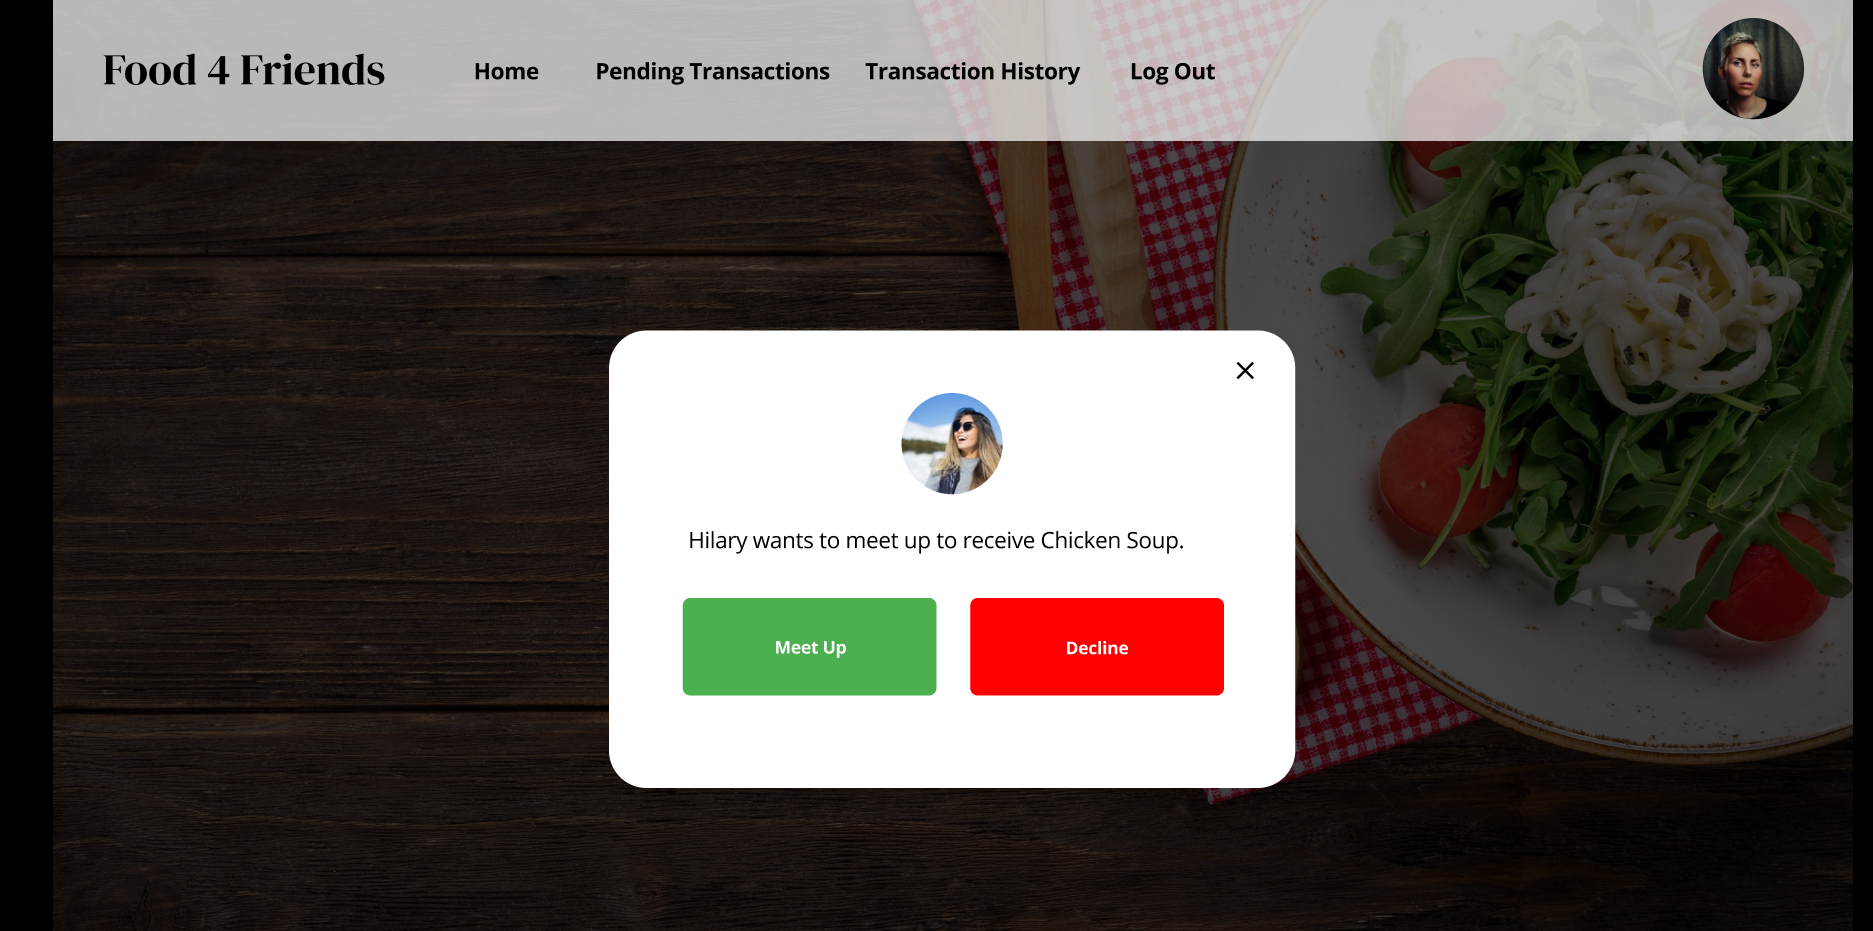 Food 4 Friends
Home
Pending Transactions
Transaction History
Log Out
Hilary wants to meet up to receive Chicken Soup.
Meet Up
Decline